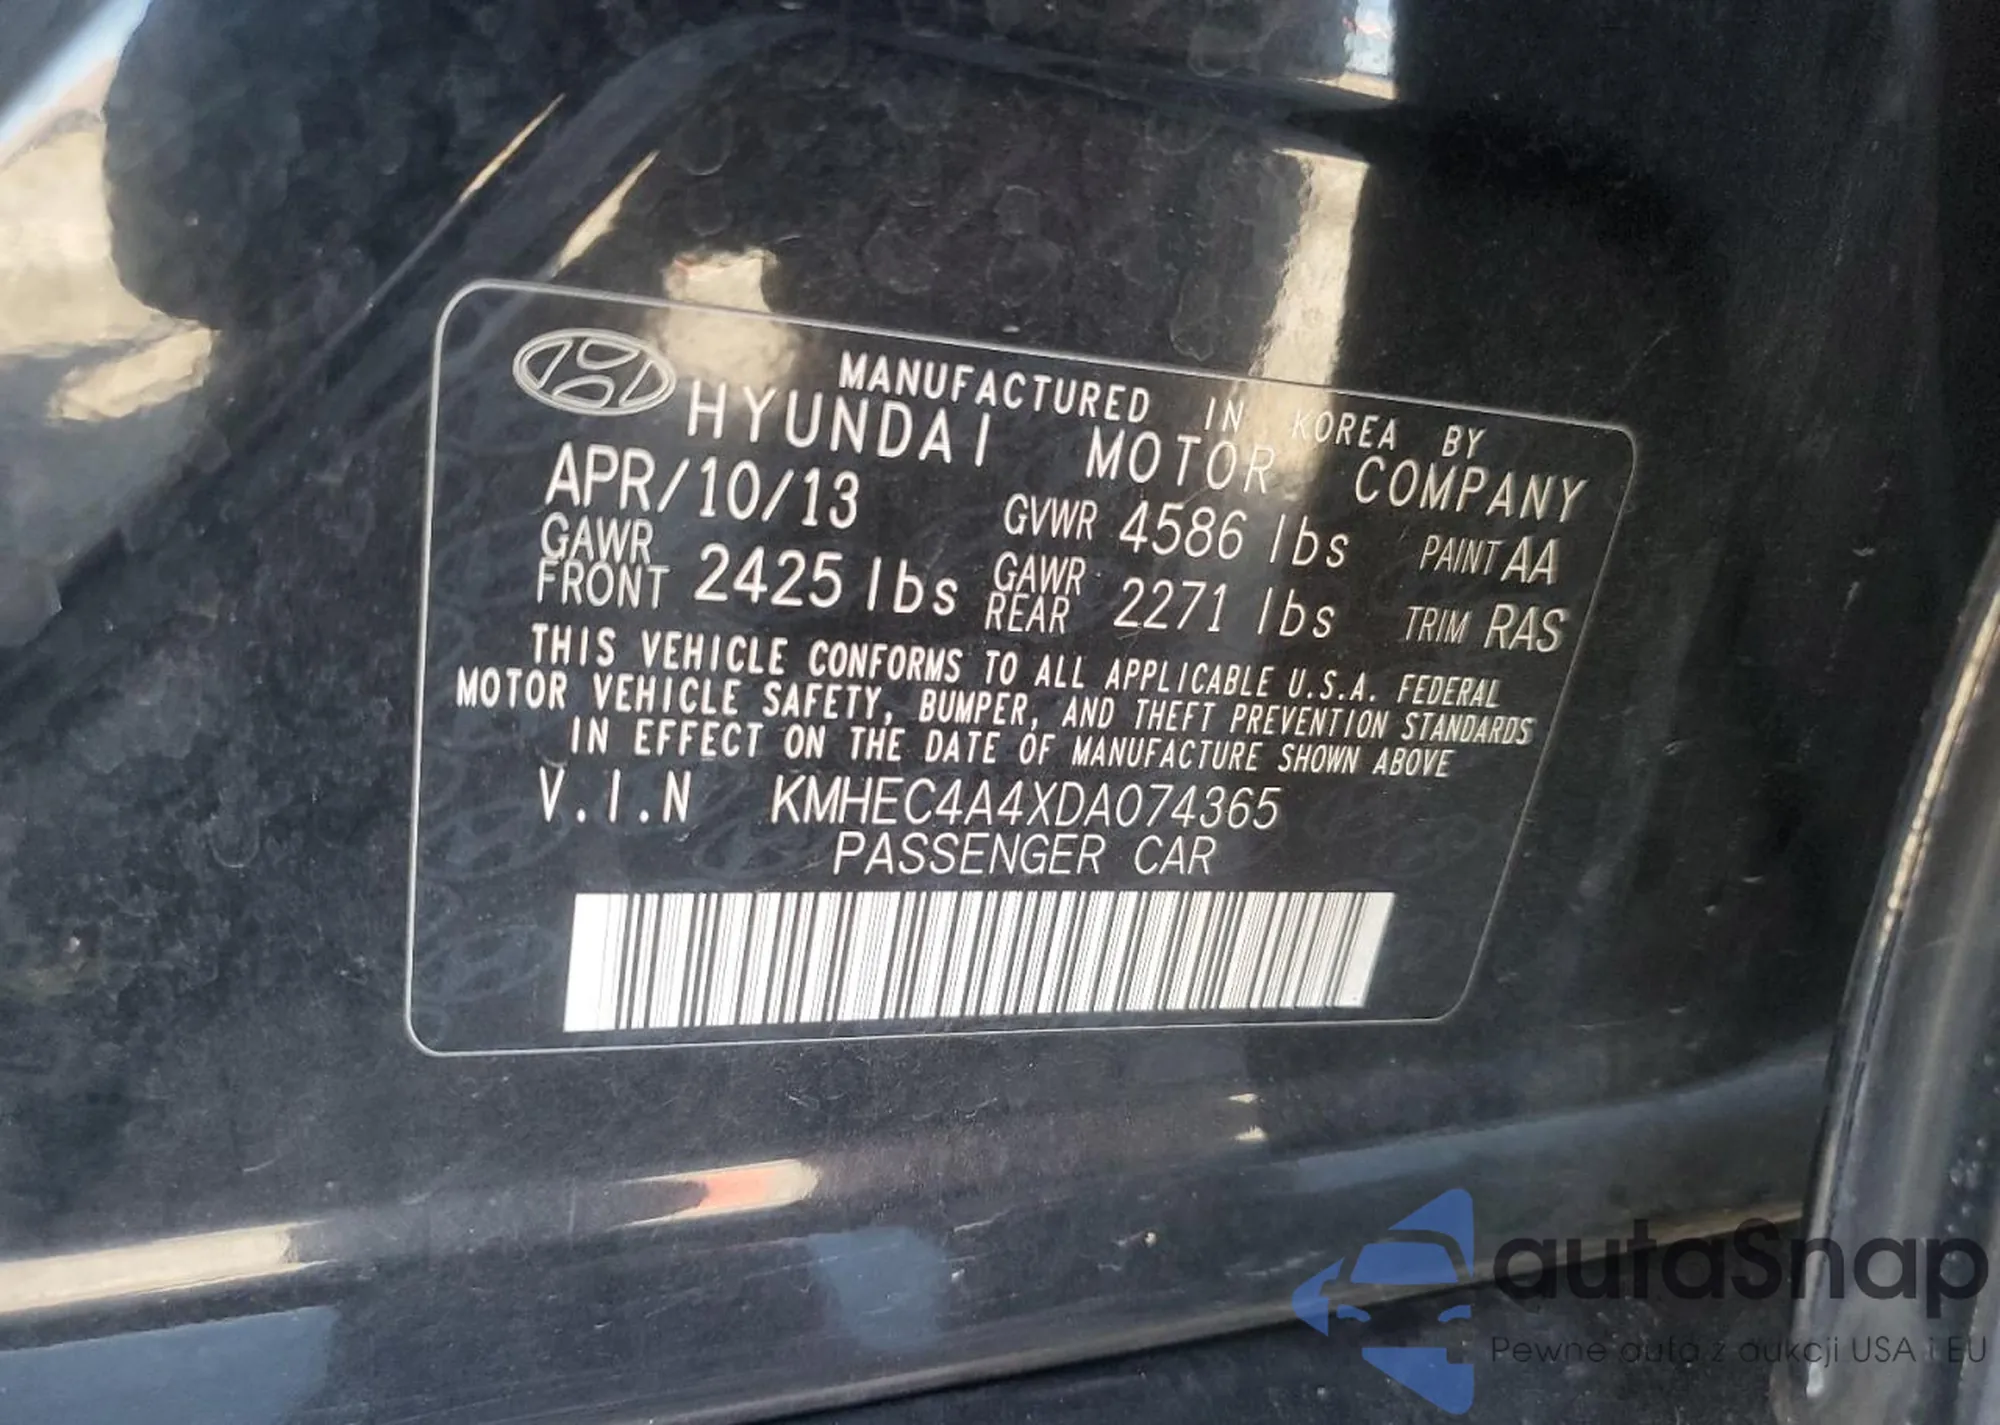 MANUFACTURED IN KOREA BY
HYUNDAI MOTOR COMPANY
APR/10/13 GVWR 4586 lbs PAINT AA
GAWR FRONT 2425 lbs GAWR REAR 2271 lbs TRIM RAS
THIS VEHICLE CONFORMS TO ALL APPLICABLE U.S.A. FEDERAL
MOTOR VEHICLE SAFETY, BUMPER, AND THEFT PREVENTION STANDARDS
IN EFFECT ON THE DATE OF MANUFACTURE SHOWN ABOVE
V.I.N KMHEC4A4XDA074365
PASSENGER CAR
autaSnap
Pewne auta z aukcji USA i EU